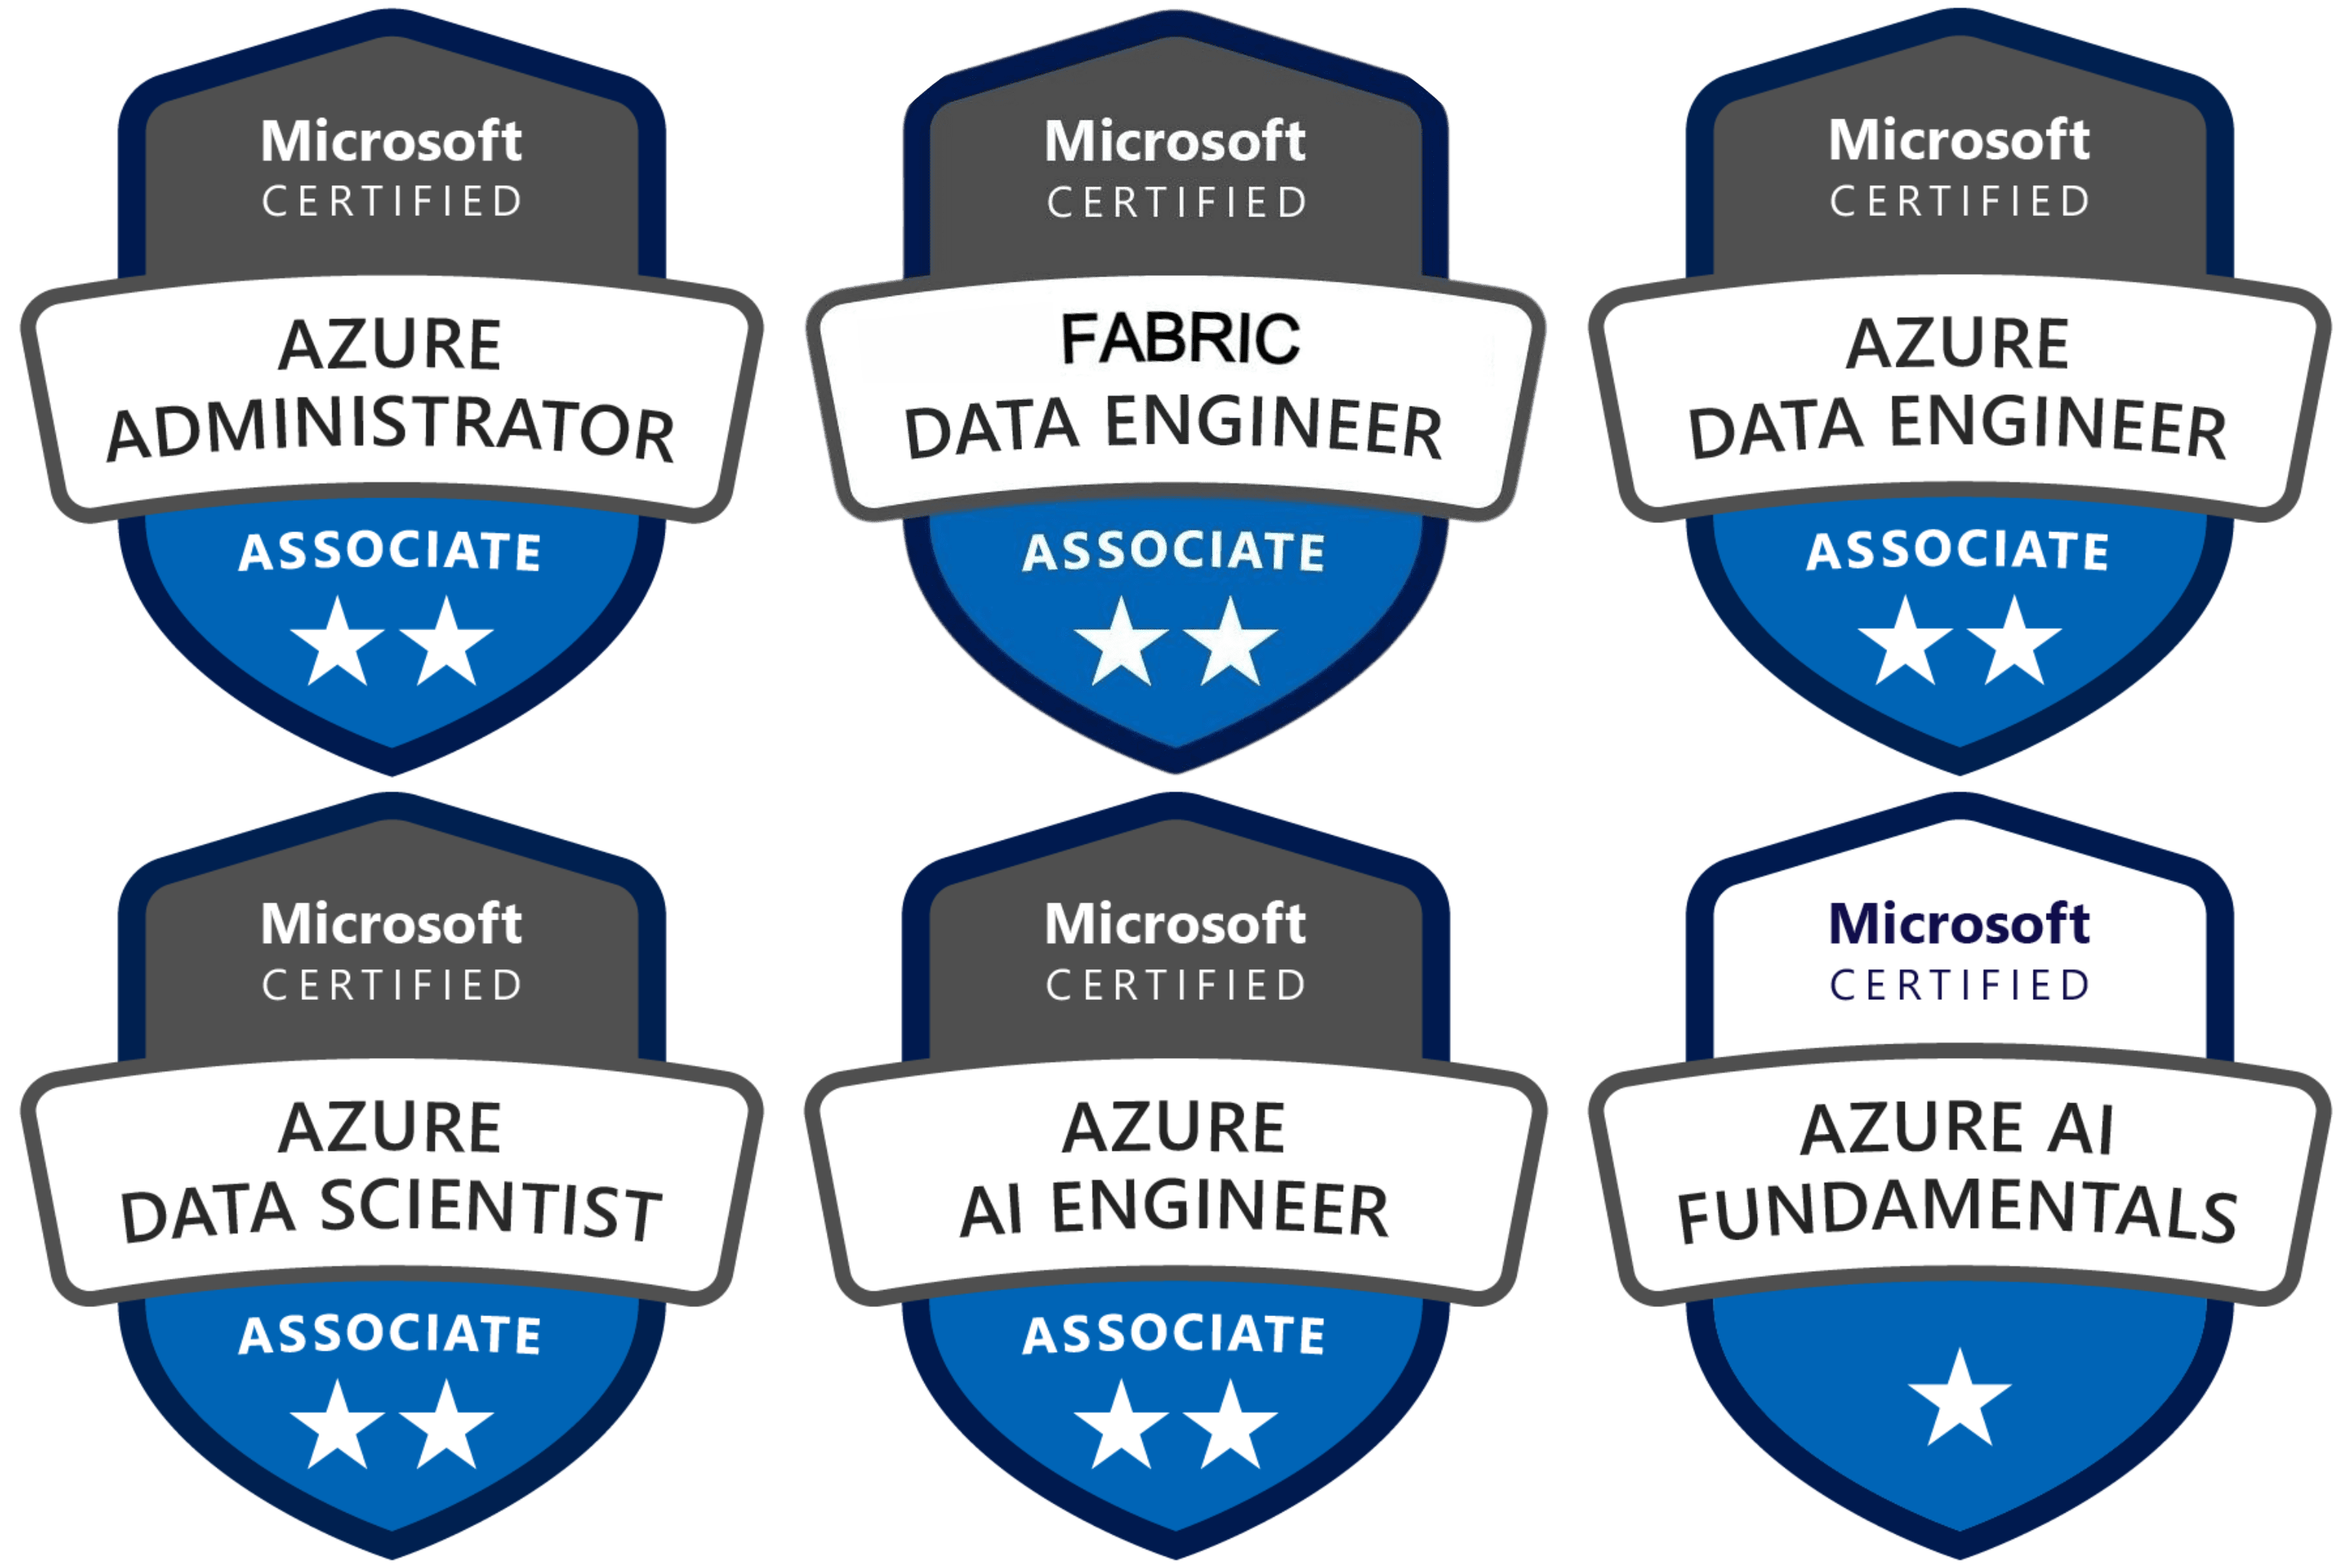 Microsoft
CERTIFIED
AZURE
ADMINISTRATOR
ASSOCIATE
Microsoft
CERTIFIED
FABRIC
DATA ENGINEER
ASSOCIATE
Microsoft
CERTIFIED
AZURE
DATA ENGINEER
ASSOCIATE
Microsoft
CERTIFIED
AZURE
DATA SCIENTIST
ASSOCIATE
Microsoft
CERTIFIED
AZURE
AI ENGINEER
ASSOCIATE
Microsoft
CERTIFIED
AZURE AI
FUNDAMENTALS